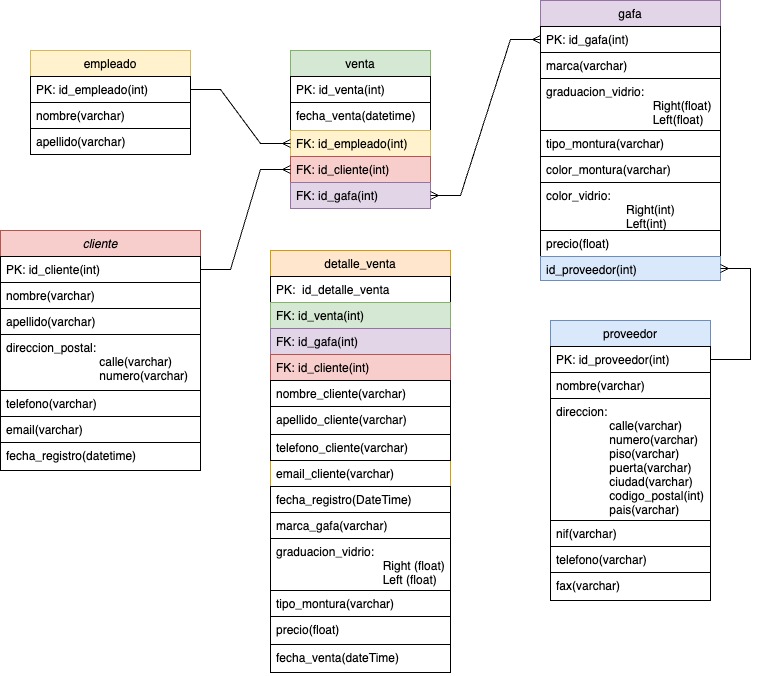 empleado
PK: id_empleado(int)
nombre(varchar)
apellido(varchar)
venta
PK: id_venta(int)
fecha_venta(datetime)
FK: id_empleado(int)
FK: id_cliente(int)
FK: id_gafa(int)
gafa
PK: id_gafa(int)
marca(varchar)
graduacion_vidrio:
Right(float)
Left(float)
tipo_montura(varchar)
color_montura(varchar)
color_vidrio:
Right(int)
Left(int)
precio(float)
id_proveedor(int)
cliente
PK: id_cliente(int)
nombre(varchar)
apellido(varchar)
direccion_postal:
calle(varchar)
numero(varchar)
telefono(varchar)
email(varchar)
fecha_registro(datetime)
detalle_venta
PK: id_detalle_venta
FK: id_venta(int)
FK: id_gafa(int)
FK: id_cliente(int)
nombre_cliente(varchar)
apellido_cliente(varchar)
telefono_cliente(varchar)
email_cliente(varchar)
fecha_registro(DateTime)
marca_gafa(varchar)
graduacion_vidrio:
Right (float)
Left (float)
tipo_montura(varchar)
precio(float)
fecha_venta(dateTime)
proveedor
PK: id_proveedor(int)
nombre(varchar)
direccion:
calle(varchar)
numero(varchar)
piso(varchar)
puerta(varchar)
ciudad(varchar)
codigo_postal(int)
pais(varchar)
nif(varchar)
telefono(varchar)
fax(varchar)